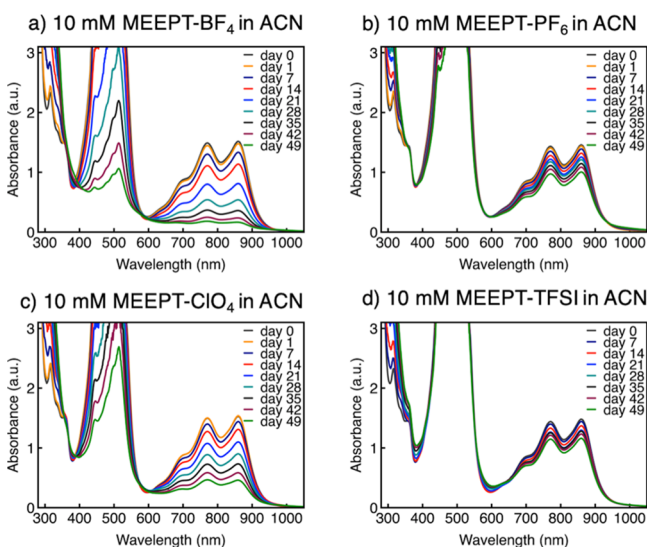 a) 10 mM MEEPT-BF₄ in ACN
3
2
1
0
Absorbance (a.u.)
300 400 500 600 700 800 900 1000
Wavelength (nm)
day 0
day 1
day 7
day 14
day 21
day 28
day 35
day 42
day 49
b) 10 mM MEEPT-PF₆ in ACN
3
2
1
0
Absorbance (a.u.)
300 400 500 600 700 800 900 1000
Wavelength (nm)
day 0
day 1
day 7
day 14
day 21
day 28
day 35
day 42
day 49
c) 10 mM MEEPT-ClO₄ in ACN
3
2
1
0
Absorbance (a.u.)
300 400 500 600 700 800 900 1000
Wavelength (nm)
day 0
day 1
day 7
day 14
day 21
day 28
day 35
day 42
day 49
d) 10 mM MEEPT-TFSI in ACN
3
2
1
0
Absorbance (a.u.)
300 400 500 600 700 800 900 1000
Wavelength (nm)
day 0
day 7
day 14
day 21
day 28
day 35
day 42
day 49